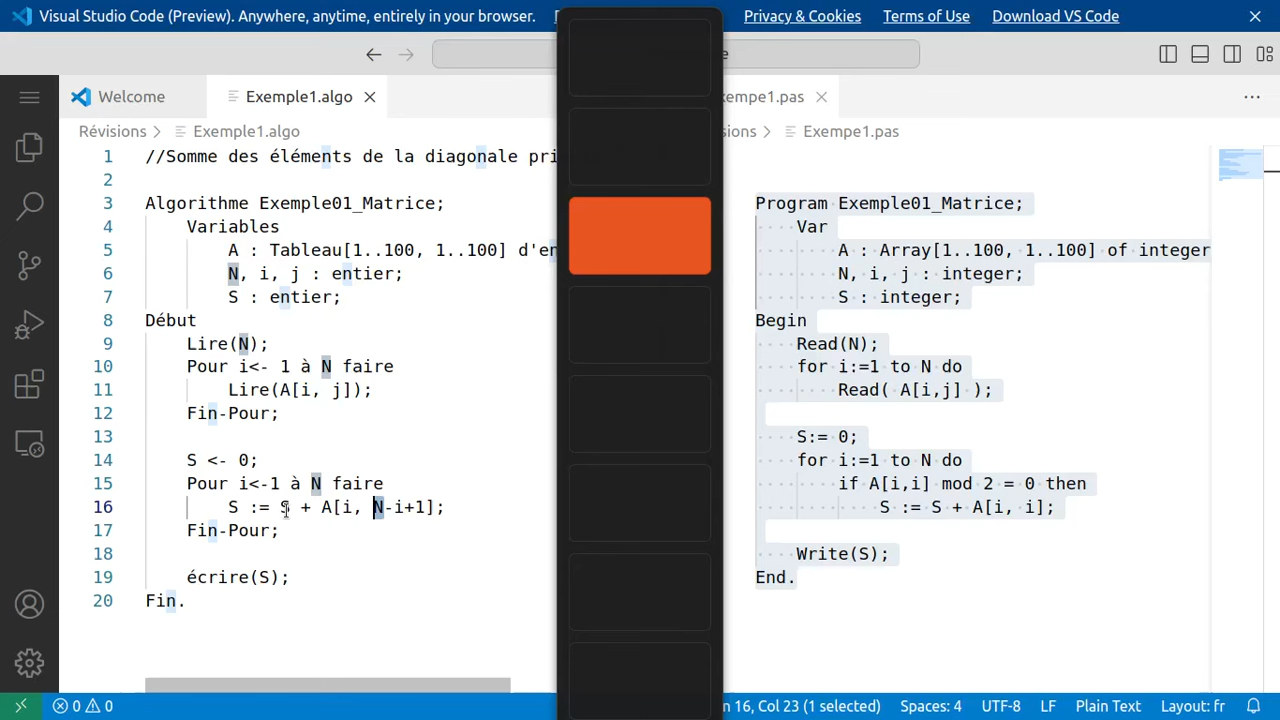 Visual Studio Code (Preview). Anywhere, anytime, entirely in your browser.
Privacy & Cookies
Terms of Use
Download VS Code
Welcome
Exemple1.algo
xempe1.pas
Révisions > Exemple1.algo
ions > Exempe1.pas
1 //Somme des éléments de la diagonale pri
2
3 Algorithme Exemple01_Matrice;
4 Variables
5 A : Tableau[1..100, 1..100] d'en
6 N, i, j : entier;
7 S : entier;
8 Début
9 Lire(N);
10 Pour i<- 1 à N faire
11 Lire(A[i, j]);
12 Fin-Pour;
13
14 S <- 0;
15 Pour i<-1 à N faire
16 S := S + A[i, N-i+1];
17 Fin-Pour;
18
19 écrire(S);
20 Fin.
Program Exemple01_Matrice;
Var
A : Array[1..100, 1..100] of integer
N, i, j : integer;
S : integer;
Begin
Read(N);
for i:=1 to N do
Read( A[i,j] );
S:= 0;
for i:=1 to N do
if A[i,i] mod 2 = 0 then
S := S + A[i, i];
Write(S);
End.
0 0
n 16, Col 23 (1 selected)
Spaces: 4
UTF-8
LF
Plain Text
Layout: fr